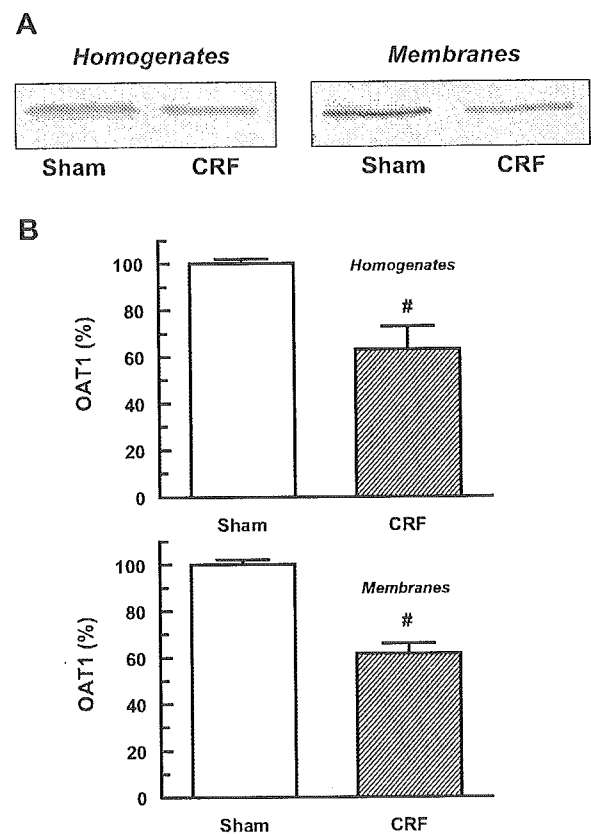 A
Homogenates
Membranes
Sham
CRF
Sham
CRF
B
OAT1 (%)
100
80
60
40
20
0
Homogenates
#
Sham
CRF
OAT1 (%)
100
80
60
40
20
0
Membranes
#
Sham
CRF